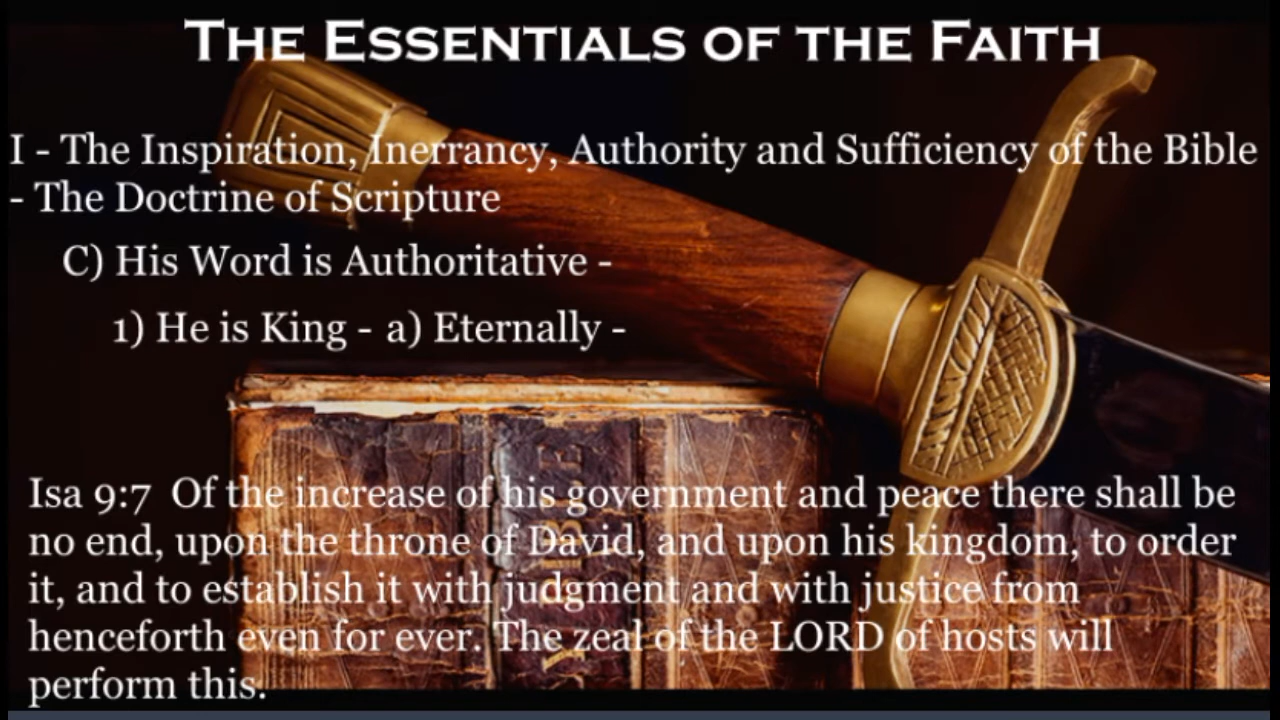 THE ESSENTIALS OF THE FAITH
I - The Inspiration, Inerrancy, Authority and Sufficiency of the Bible
- The Doctrine of Scripture
C) His Word is Authoritative -
1) He is King - a) Eternally -
Isa 9:7 Of the increase of his government and peace there shall be
no end, upon the throne of David, and upon his kingdom, to order
it, and to establish it with judgment and with justice from
henceforth even for ever. The zeal of the LORD of hosts will
perform this.